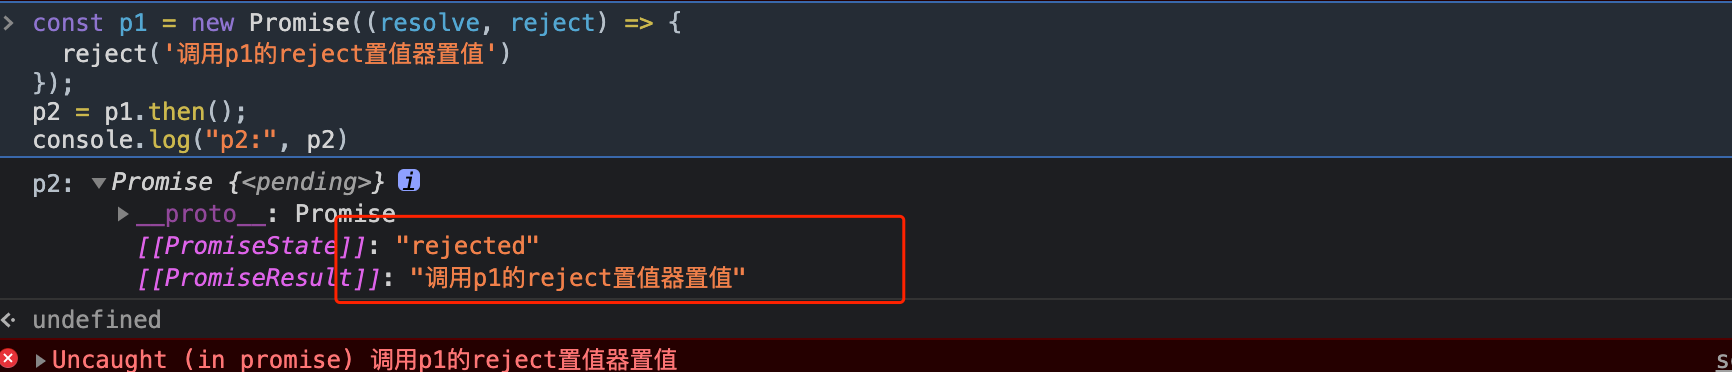 > const p1 = new Promise((resolve, reject) => {
reject('调用p1的reject置值器置值')
});
p2 = p1.then();
console.log("p2:", p2)
p2: ▼Promise {<pending>} i
▶__proto__: Promise
[[PromiseState]]: "rejected"
[[PromiseResult]]: "调用p1的reject置值器置值"
undefined
▶Uncaught (in promise) 调用p1的reject置值器置值